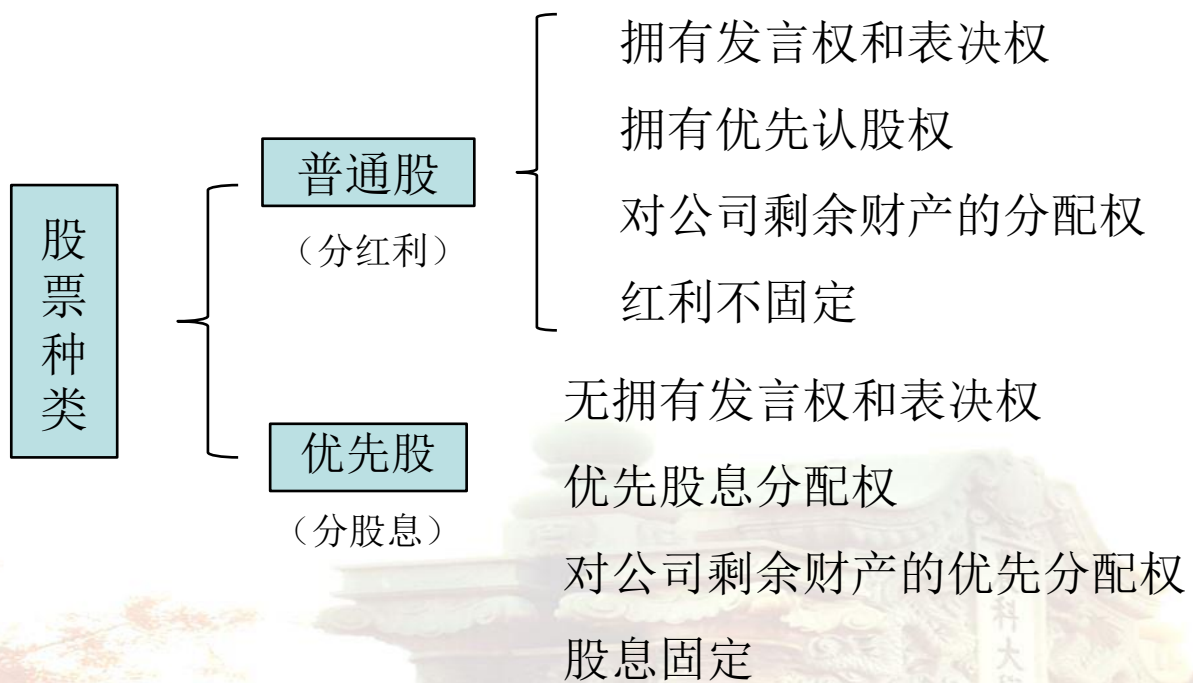 股票种类
普通股
（分红利）
拥有发言权和表决权
拥有优先认股权
对公司剩余财产的分配权
红利不固定
优先股
（分股息）
无拥有发言权和表决权
优先股息分配权
对公司剩余财产的优先分配权
股息固定
科大